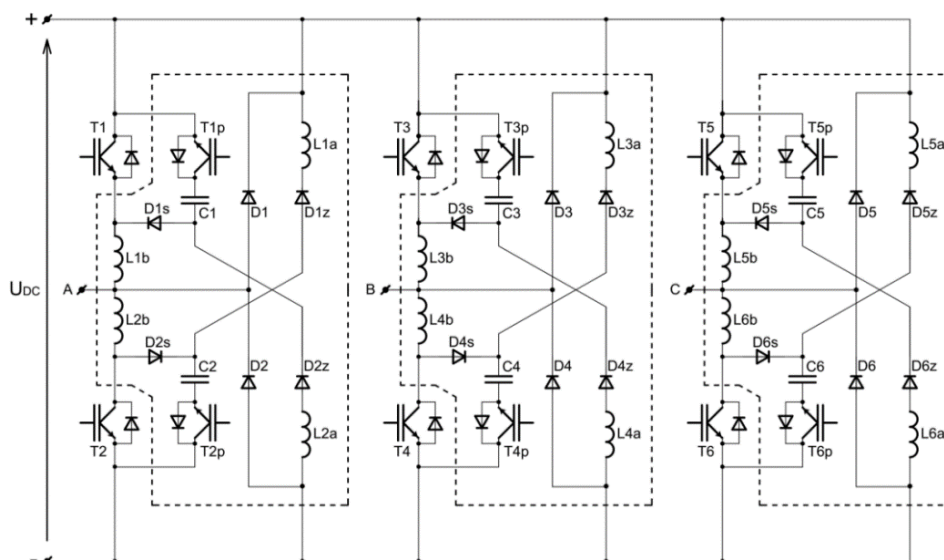 +
T1 T1p L1a T3 T3p L3a T5 T5p L5a
D1s C1 D1 D1z D3s C3 D3 D3z D5s C5 D5 D5z
L1b L3b L5b
UDC A B C
L2b L4b L6b
D2s C2 D2 D2z D4s C4 D4 D4z D6s C6 D6 D6z
T2 T2p L2a T4 T4p L4a T6 T6p L6a